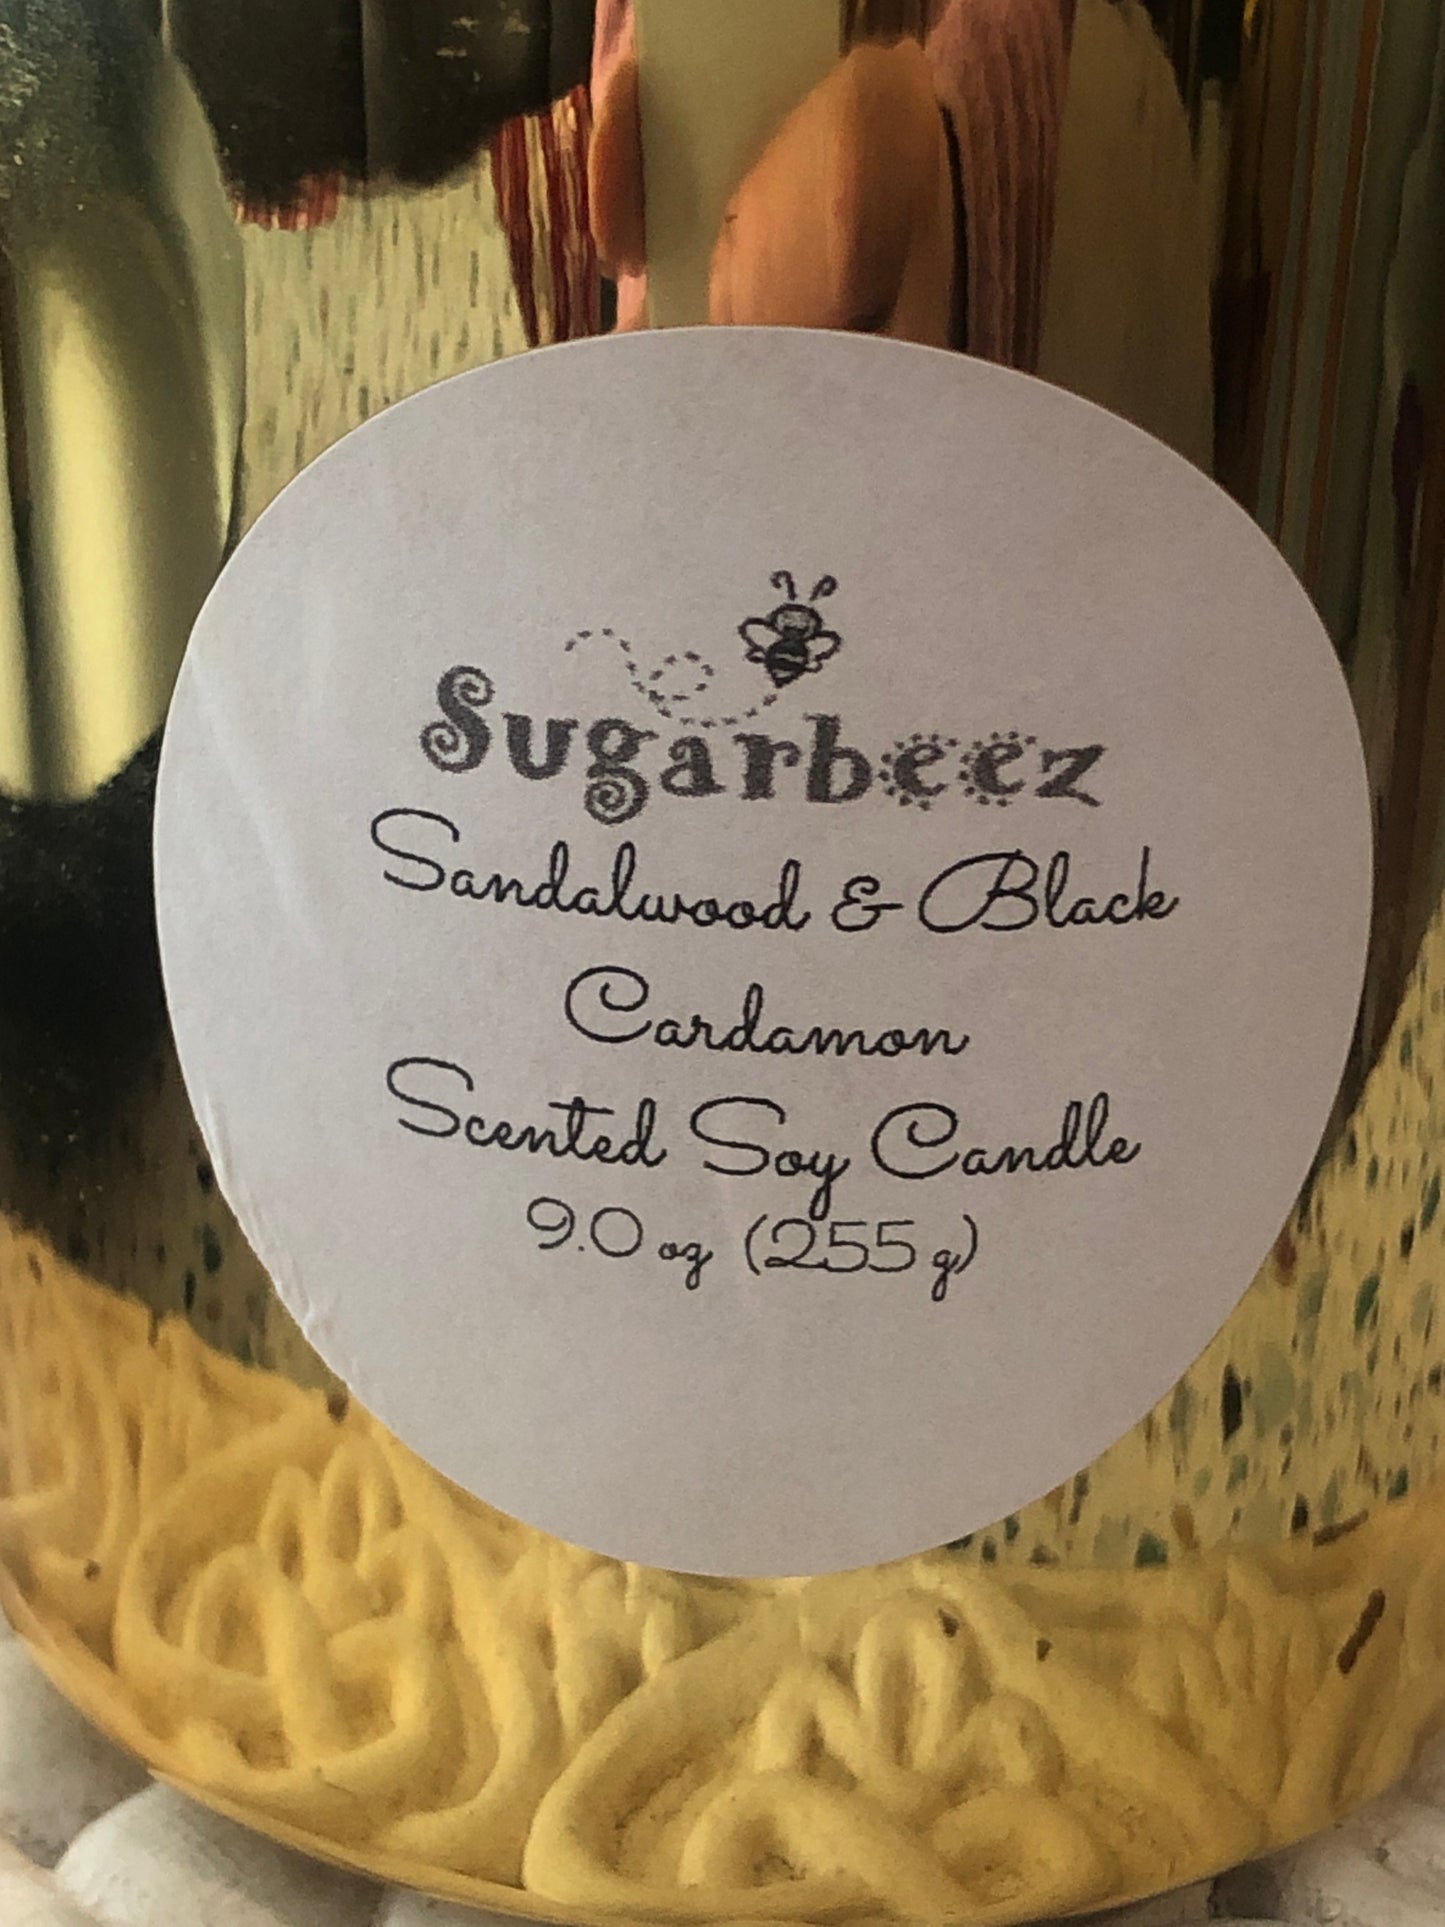 Sugarbeez
Sandalwood & Black
Cardamon
Scented Soy Candle
9.0 oz (255 g)